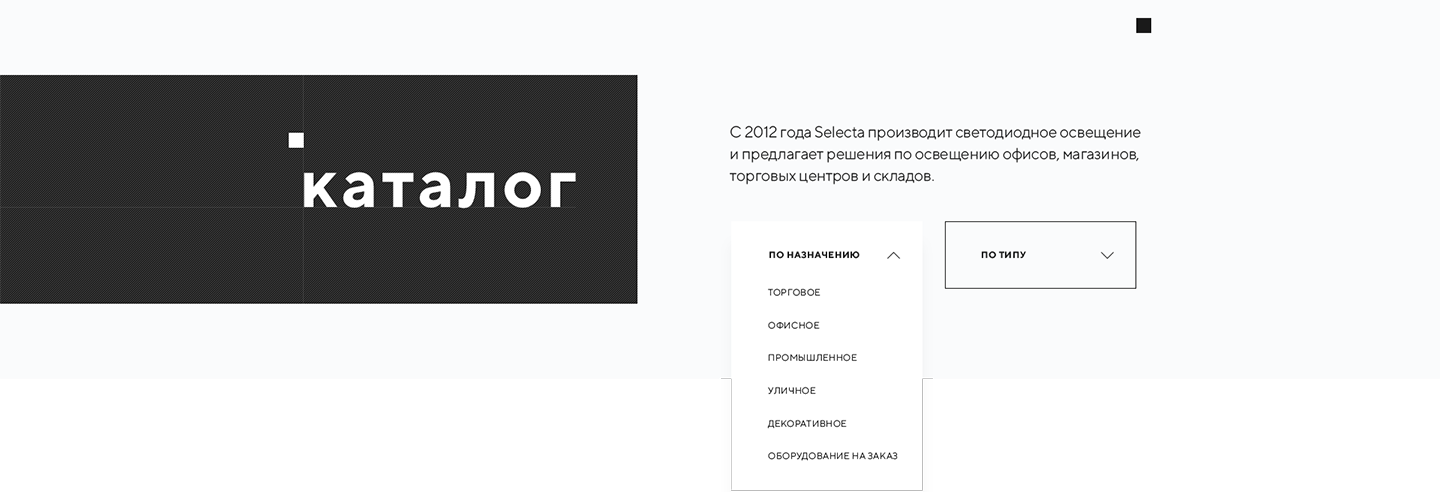 каталог
С 2012 года Selecta производит светодиодное освещение
и предлагает решения по освещению офисов, магазинов,
торговых центров и складов.
ПО НАЗНАЧЕНИЮ
ТОРГОВОЕ
ОФИСНОЕ
ПРОМЫШЛЕННОЕ
УЛИЧНОЕ
ДЕКОРАТИВНОЕ
ОБОРУДОВАНИЕ НА ЗАКАЗ
ПО ТИПУ